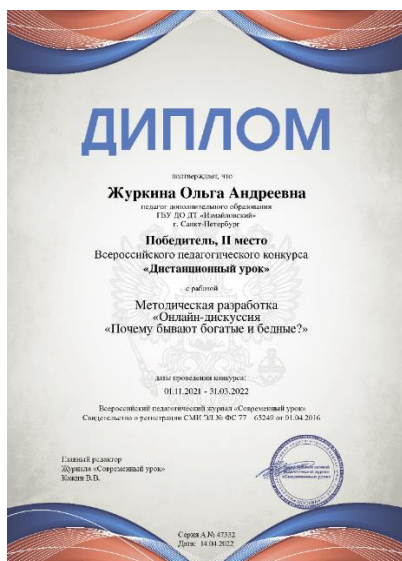 ДИПЛОМ
подтверждает, что
Журкина Ольга Андреевна
педагог дополнительного образования
ГБУ ДО ДТ «Измайловский»
г. Санкт-Петербург
Победитель, II место
Всероссийского педагогического конкурса
«Дистанционный урок»
с работой
Методическая разработка
«Онлайн-дискуссия
«Почему бывают богатые и бедные?»
даты проведения конкурса:
01.11.2021 - 31.03.2022
Всероссийский педагогический журнал «Современный урок»
Свидетельство о регистрации СМИ ЭЛ № ФС 77 - 65249 от 01.04.2016
Главный редактор
Журнала «Современный урок»
В.В.
«Современный урок»
Серия А № 47332
Дата: 14.04.2022